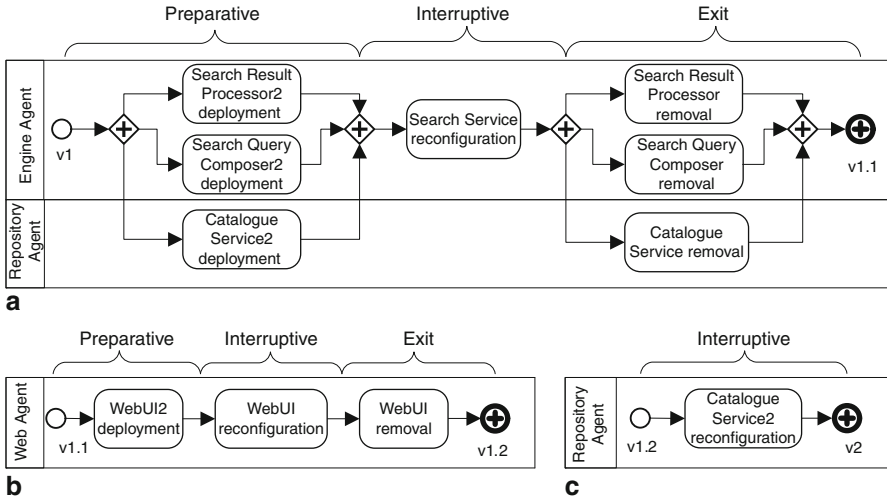 Preparative
Interruptive
Exit
Engine Agent
v1
Search Result
Processor2
deployment
Search Query
Composer2
deployment
Search Service
reconfiguration
Search Result
Processor
removal
Search Query
Composer
removal
v1.1
Repository
Agent
Catalogue
Service2
deployment
Catalogue
Service removal
a
Preparative
Interruptive
Exit
Web Agent
v1.1
WebUI2
deployment
WebUI
reconfiguration
WebUI
removal
v1.2
b
Interruptive
Repository
Agent
v1.2
Catalogue
Service2
reconfiguration
v2
c